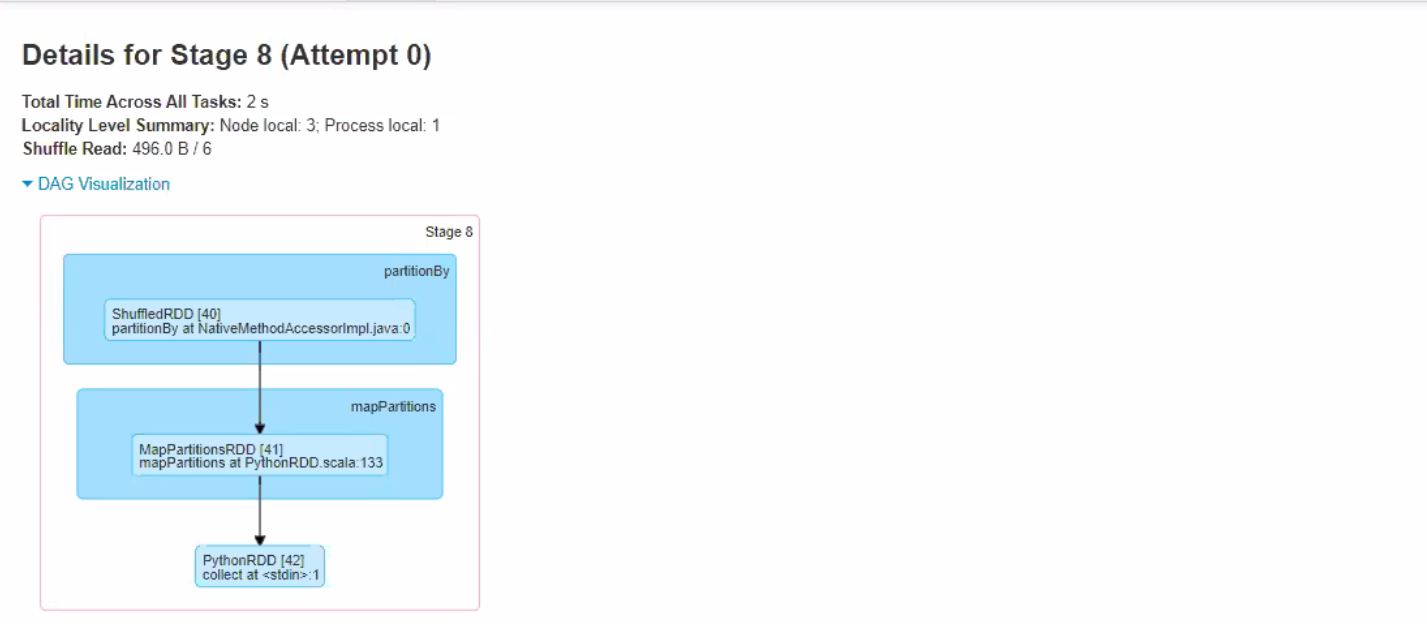 Details for Stage 8 (Attempt 0)
Total Time Across All Tasks: 2 s
Locality Level Summary: Node local: 3; Process local: 1
Shuffle Read: 496.0 B / 6
DAG Visualization
Stage 8
partitionBy
ShuffledRDD [40]
partitionBy at NativeMethodAccessorImpl.java:0
mapPartitions
MapPartitionsRDD [41]
mapPartitions at PythonRDD.scala:133
PythonRDD [42]
collect at <stdin>:1